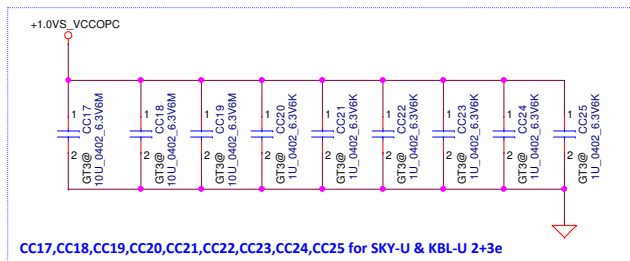 +1.0VS_VCCOPC
1
CC17
10U_0402_6.3V6M
2
GT3@
1
CC18
10U_0402_6.3V6M
2
GT3@
1
CC19
10U_0402_6.3V6M
2
GT3@
1
CC20
1U_0402_6.3V6K
2
GT3@
1
CC21
1U_0402_6.3V6K
2
GT3@
1
CC22
1U_0402_6.3V6K
2
GT3@
1
CC23
1U_0402_6.3V6K
2
GT3@
1
CC24
1U_0402_6.3V6K
2
GT3@
1
CC25
1U_0402_6.3V6K
2
GT3@
CC17,CC18,CC19,CC20,CC21,CC22,CC23,CC24,CC25 for SKY-U & KBL-U 2+3e